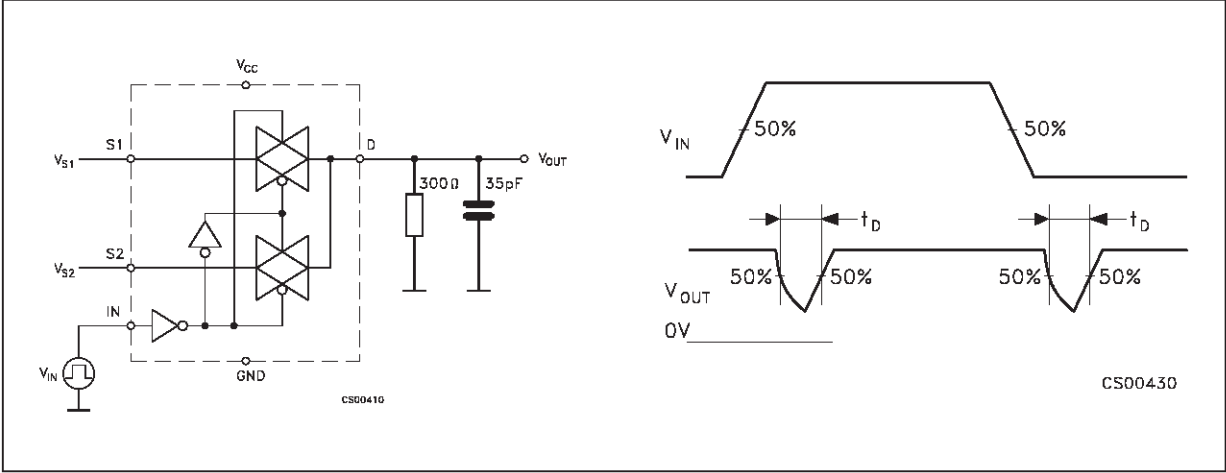 VCC
S1
D
VS1
VOUT
300Ω
35pF
S2
VS2
IN
VIN
GND
CS00410
VIN
50%
50%
tD
tD
50%
50%
50%
50%
VOUT
0V
CS00430